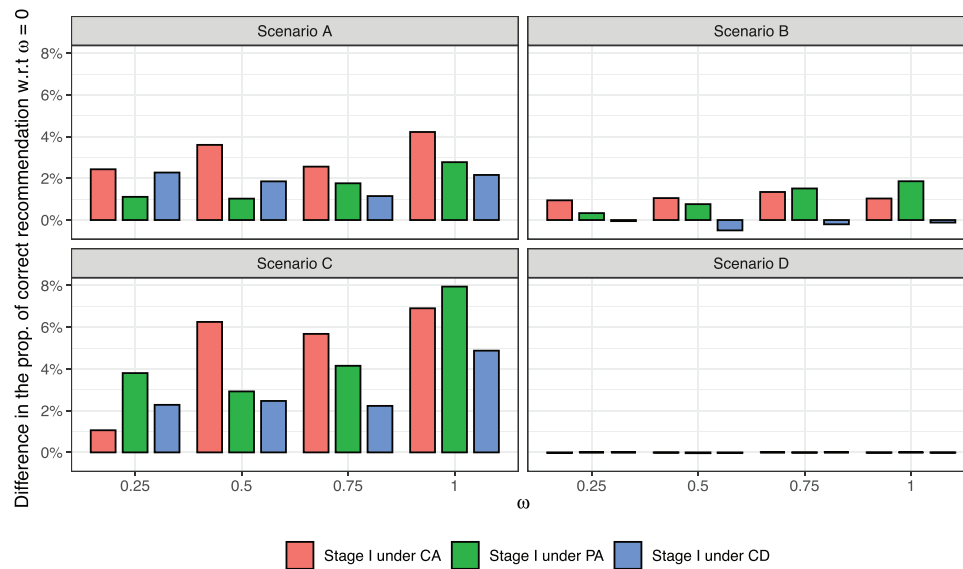 Difference in the prop. of correct recommendation w.r.t ω = 0
Scenario A
Scenario B
8%
6%
4%
2%
0%
Scenario C
Scenario D
8%
6%
4%
2%
0%
0.25
0.5
0.75
1
0.25
0.5
0.75
1
ω
Stage I under CA
Stage I under PA
Stage I under CD